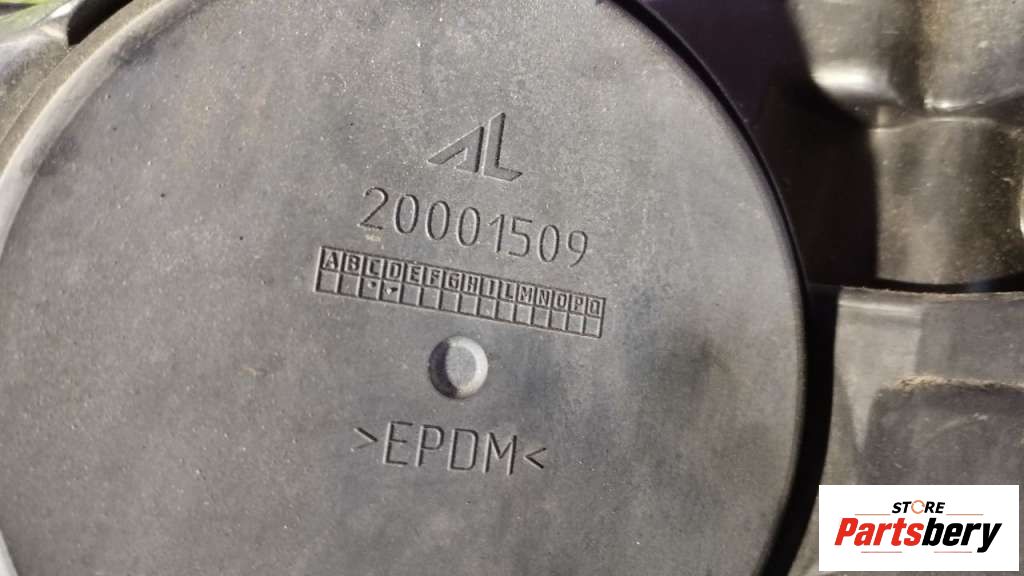 AL
20001509
ABCDEFGHILMNOPQ
>EPDM<
STORE
Partsbery